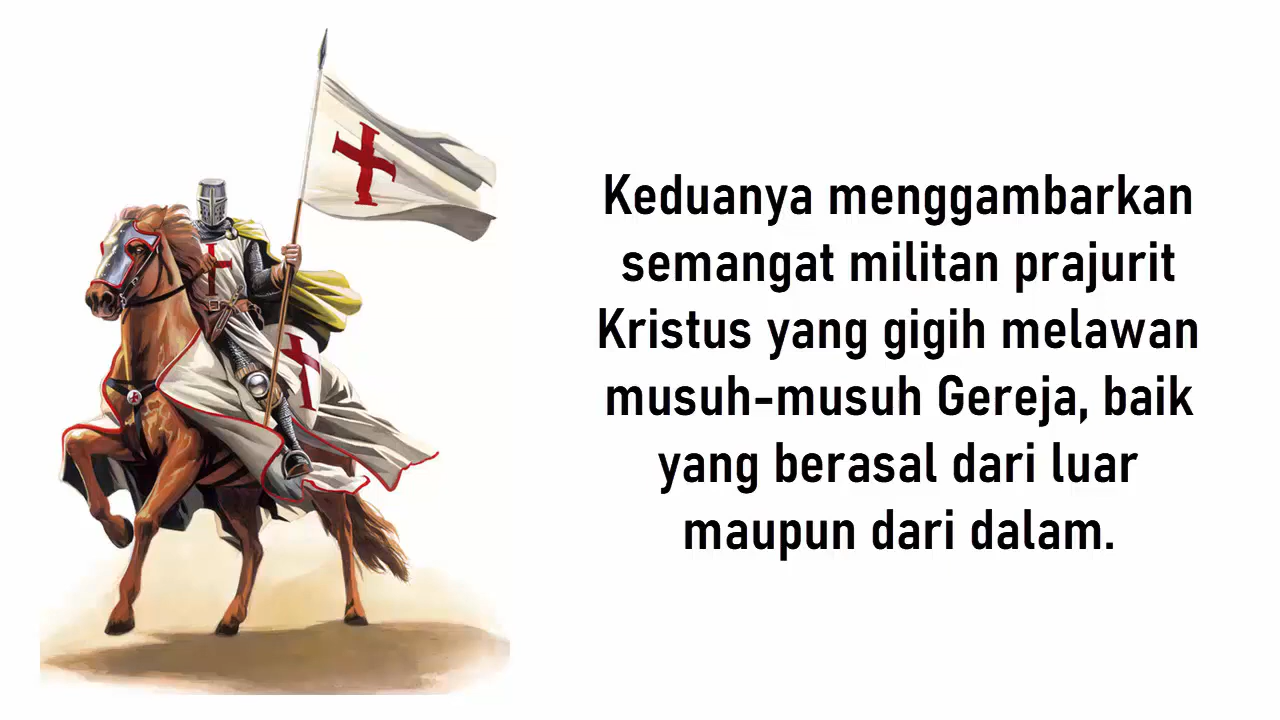 Keduanya menggambarkan
semangat militan prajurit
Kristus yang gigih melawan
musuh-musuh Gereja, baik
yang berasal dari luar
maupun dari dalam.